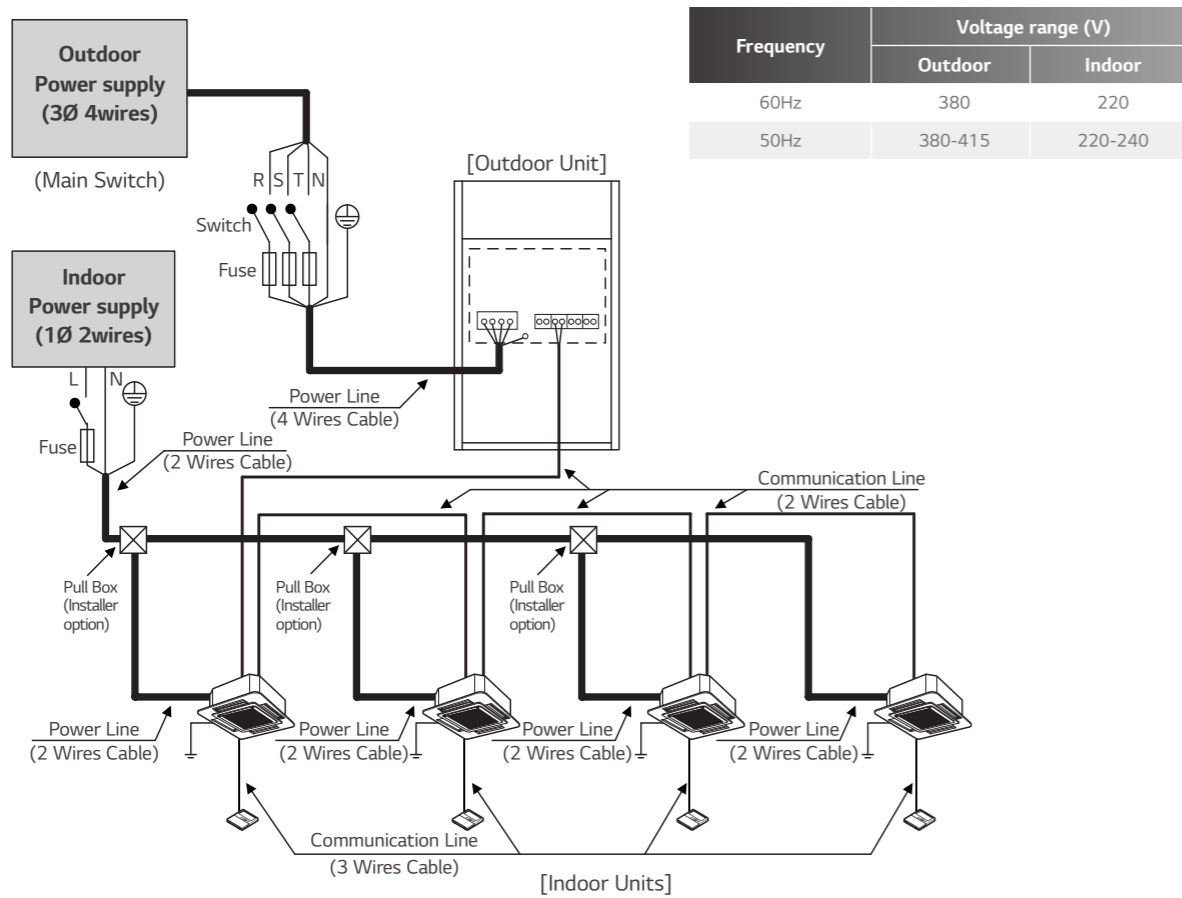 Outdoor
Power supply
(3Ø 4wires)
(Main Switch)
R S T N
Switch
Fuse
[Outdoor Unit]
Frequency
Voltage range (V)
Outdoor Indoor
60Hz 380 220
50Hz 380-415 220-240
Indoor
Power supply
(1Ø 2wires)
L N
Fuse
Power Line
(2 Wires Cable)
Power Line
(4 Wires Cable)
Communication Line
(2 Wires Cable)
Pull Box
(Installer
option)
Pull Box
(Installer
option)
Pull Box
(Installer
option)
Power Line
(2 Wires Cable)
Power Line
(2 Wires Cable)
Power Line
(2 Wires Cable)
Power Line
(2 Wires Cable)
Communication Line
(3 Wires Cable)
[Indoor Units]